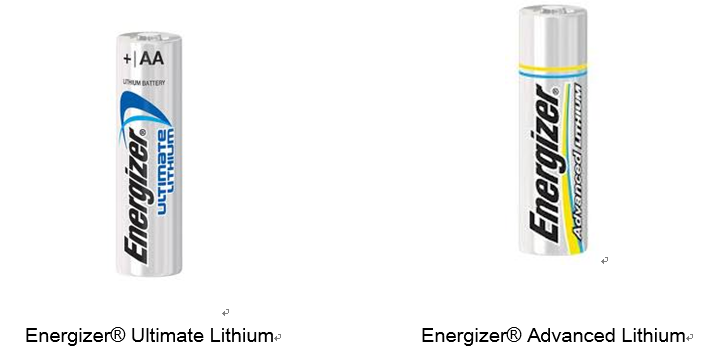 + AA
LITHIUM BATTERY
Energizer®
ULTIMATE
LITHIUM
Energizer®
Advanced LITHIUM
Energizer® Ultimate Lithium
Energizer® Advanced Lithium